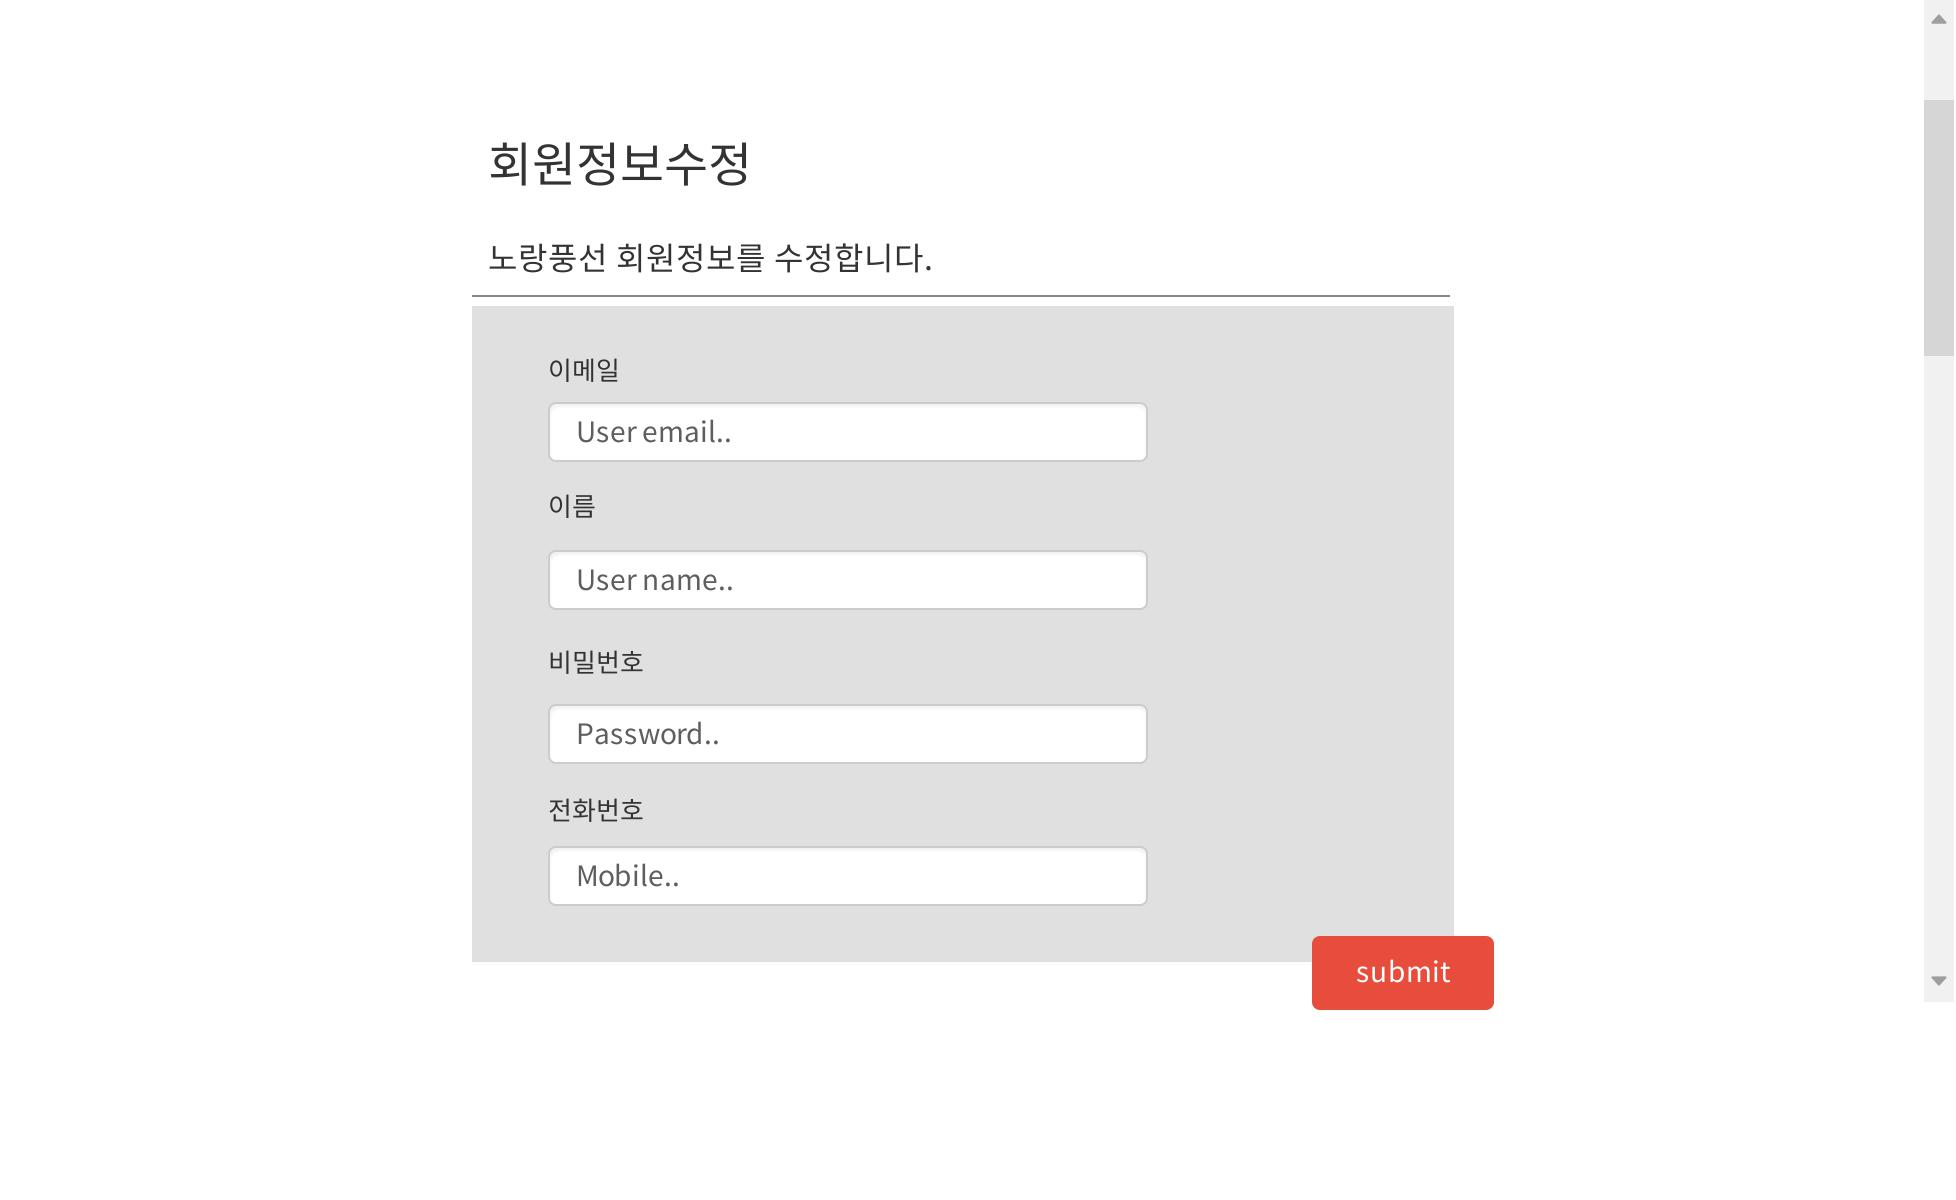 회원정보수정
노랑풍선 회원정보를 수정합니다.
이메일
User email..
이름
User name..
비밀번호
Password..
전화번호
Mobile..
submit